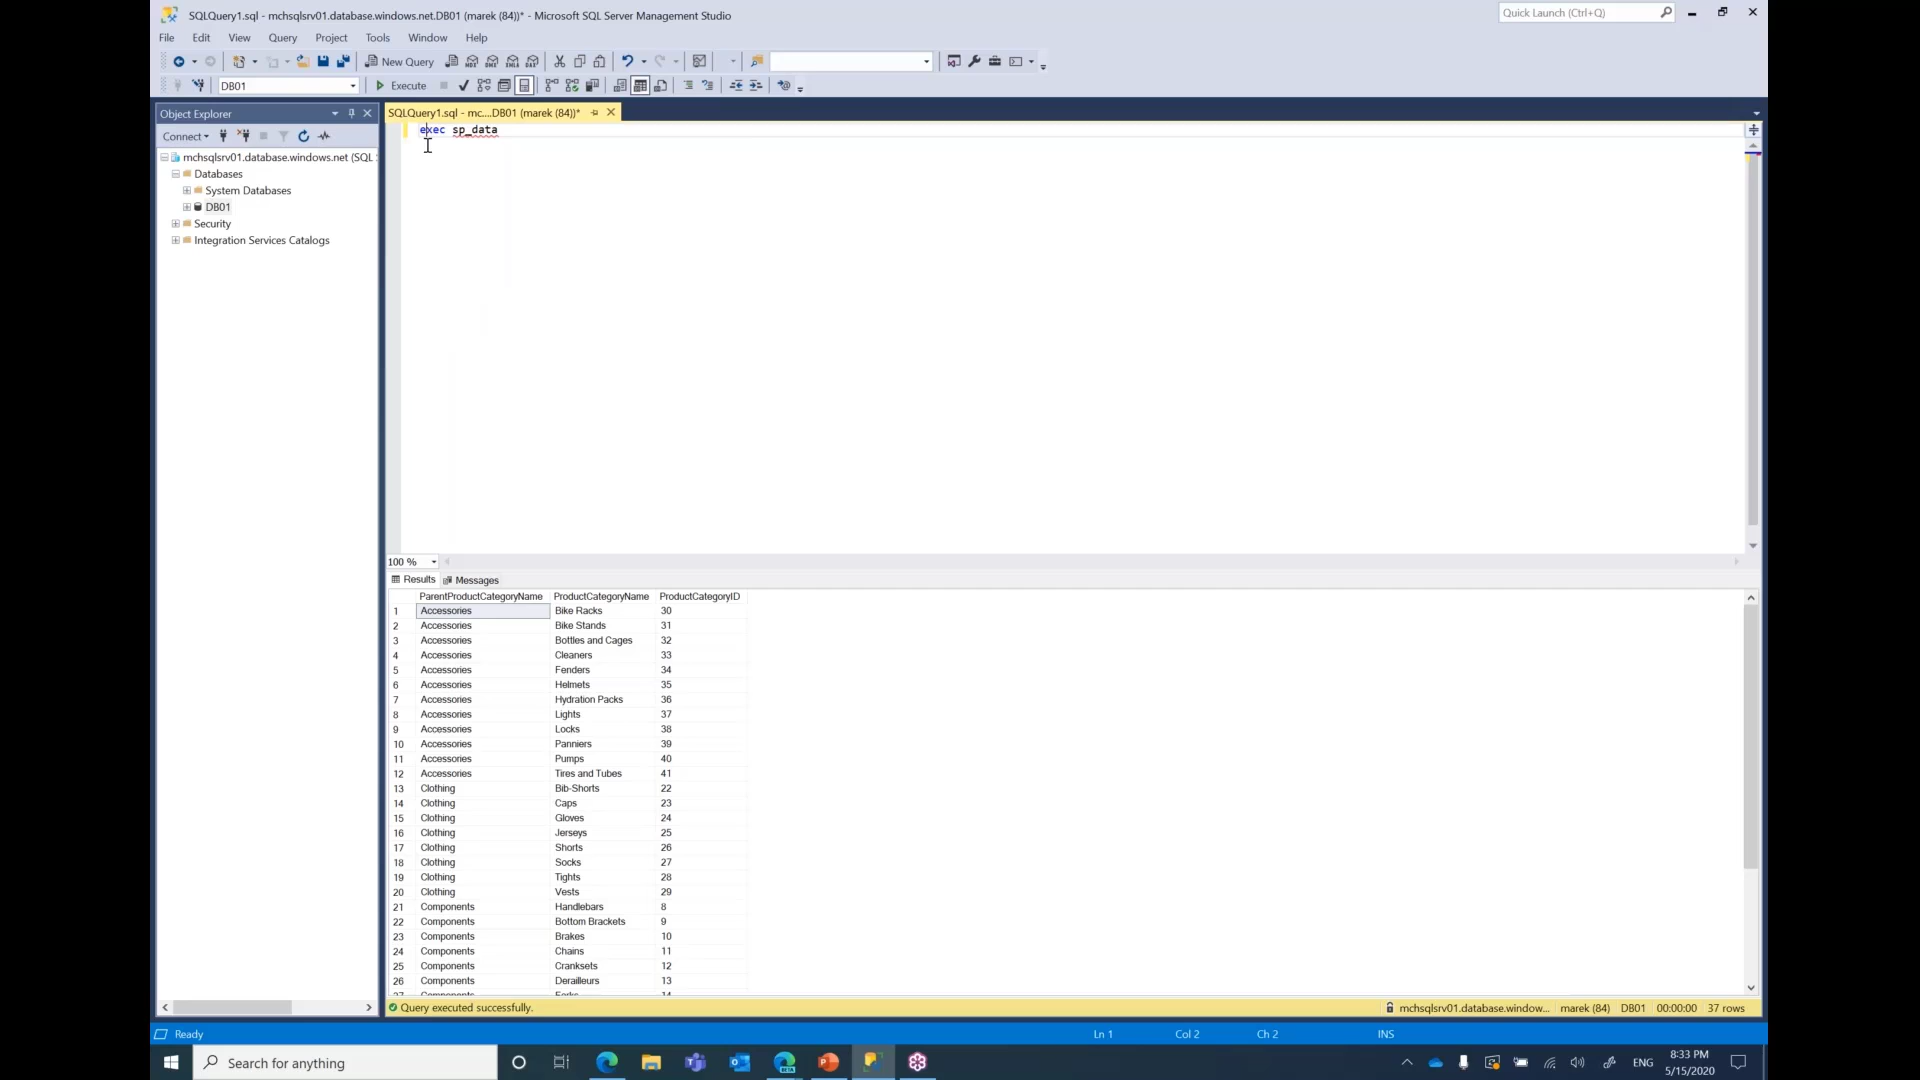 SQLQuery1.sql - mchsqlsrv01.database.windows.net.DB01 (marek (84))* - Microsoft SQL Server Management Studio
Quick Launch (Ctrl+Q)
File Edit View Query Project Tools Window Help
New Query
DB01 Execute
Object Explorer
SQLQuery1.sql - mc....DB01 (marek (84))*
Connect
exec sp_data
mchsqlsrv01.database.windows.net (SQL
Databases
System Databases
DB01
Security
Integration Services Catalogs
100 %
Results Messages
ParentProductCategoryName ProductCategoryName ProductCategoryID
1 Accessories Bike Racks 30
2 Accessories Bike Stands 31
3 Accessories Bottles and Cages 32
4 Accessories Cleaners 33
5 Accessories Fenders 34
6 Accessories Helmets 35
7 Accessories Hydration Packs 36
8 Accessories Lights 37
9 Accessories Locks 38
10 Accessories Panniers 39
11 Accessories Pumps 40
12 Accessories Tires and Tubes 41
13 Clothing Bib-Shorts 22
14 Clothing Caps 23
15 Clothing Gloves 24
16 Clothing Jerseys 25
17 Clothing Shorts 26
18 Clothing Socks 27
19 Clothing Tights 28
20 Clothing Vests 29
21 Components Handlebars 8
22 Components Bottom Brackets 9
23 Components Brakes 10
24 Components Chains 11
25 Components Cranksets 12
26 Components Derailleurs 13
Query executed successfully.
mchsqlsrv01.database.window... marek (84) DB01 00:00:00 37 rows
Ready Ln 1 Col 2 Ch 2 INS
Search for anything
ENG
8:33 PM
5/15/2020